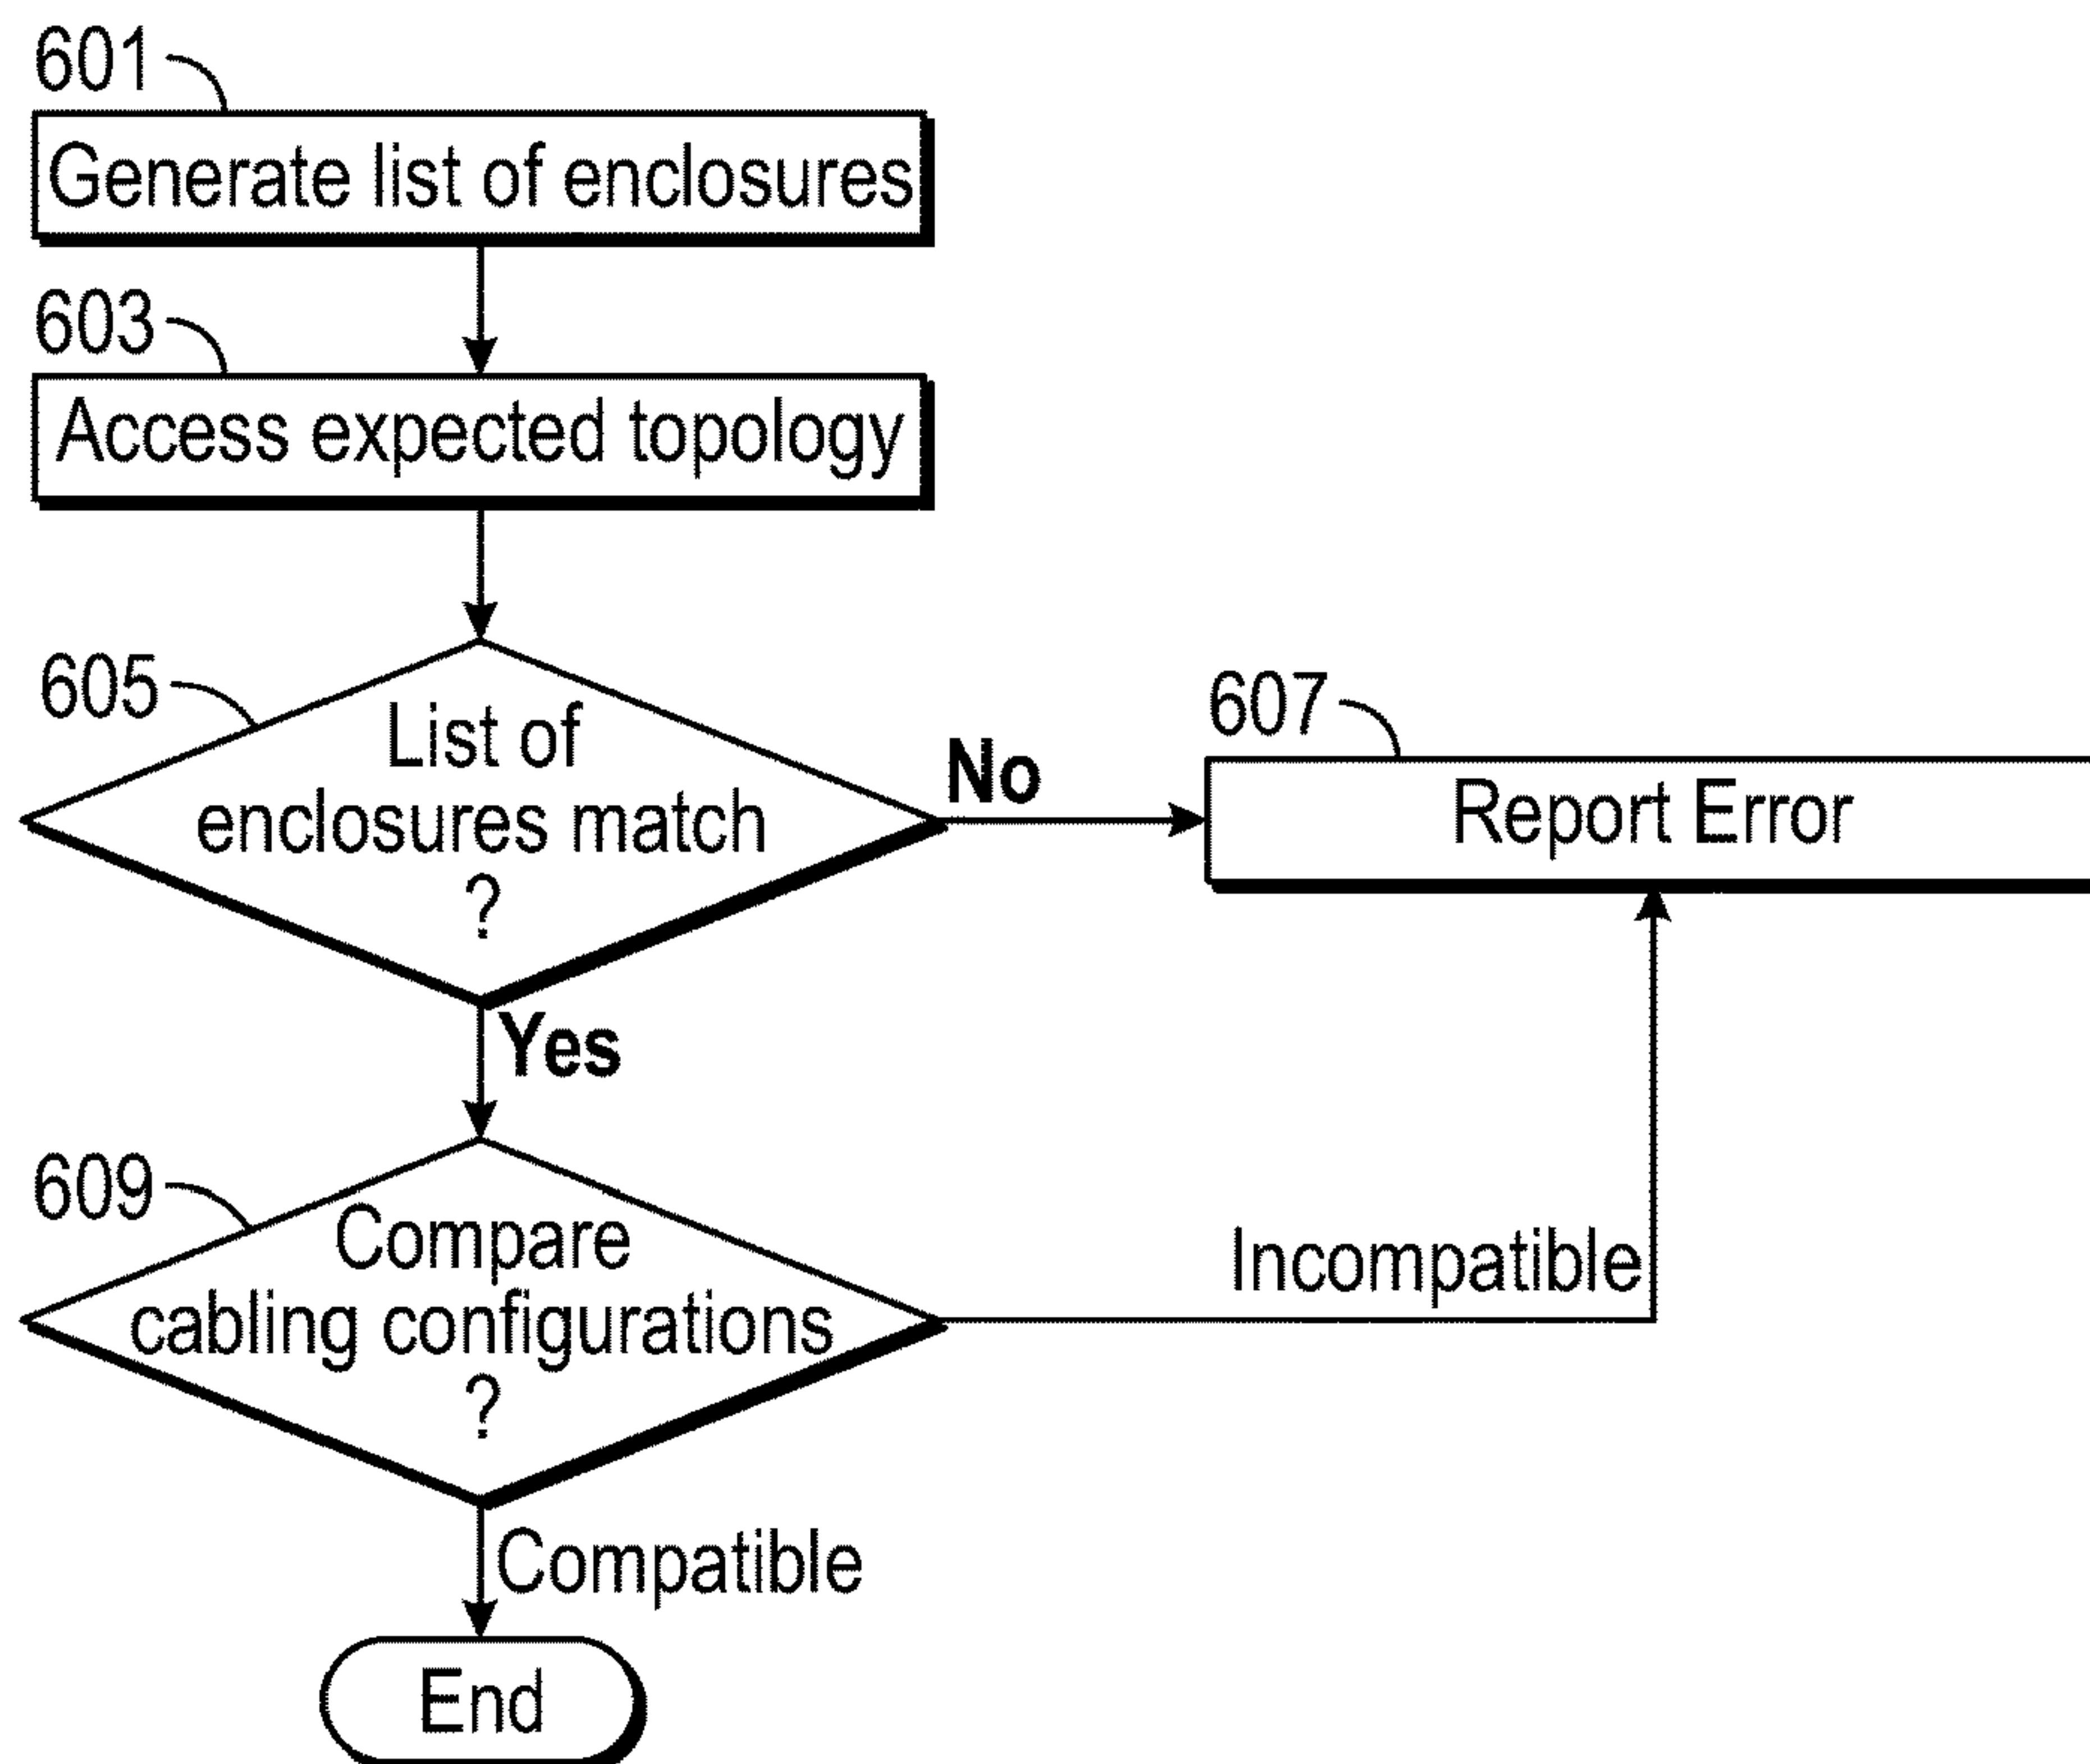 601
Generate list of enclosures
603
Access expected topology
605
List of
enclosures match
?
No
607
Report Error
Yes
609
Compare
cabling configurations
?
Incompatible
Compatible
End